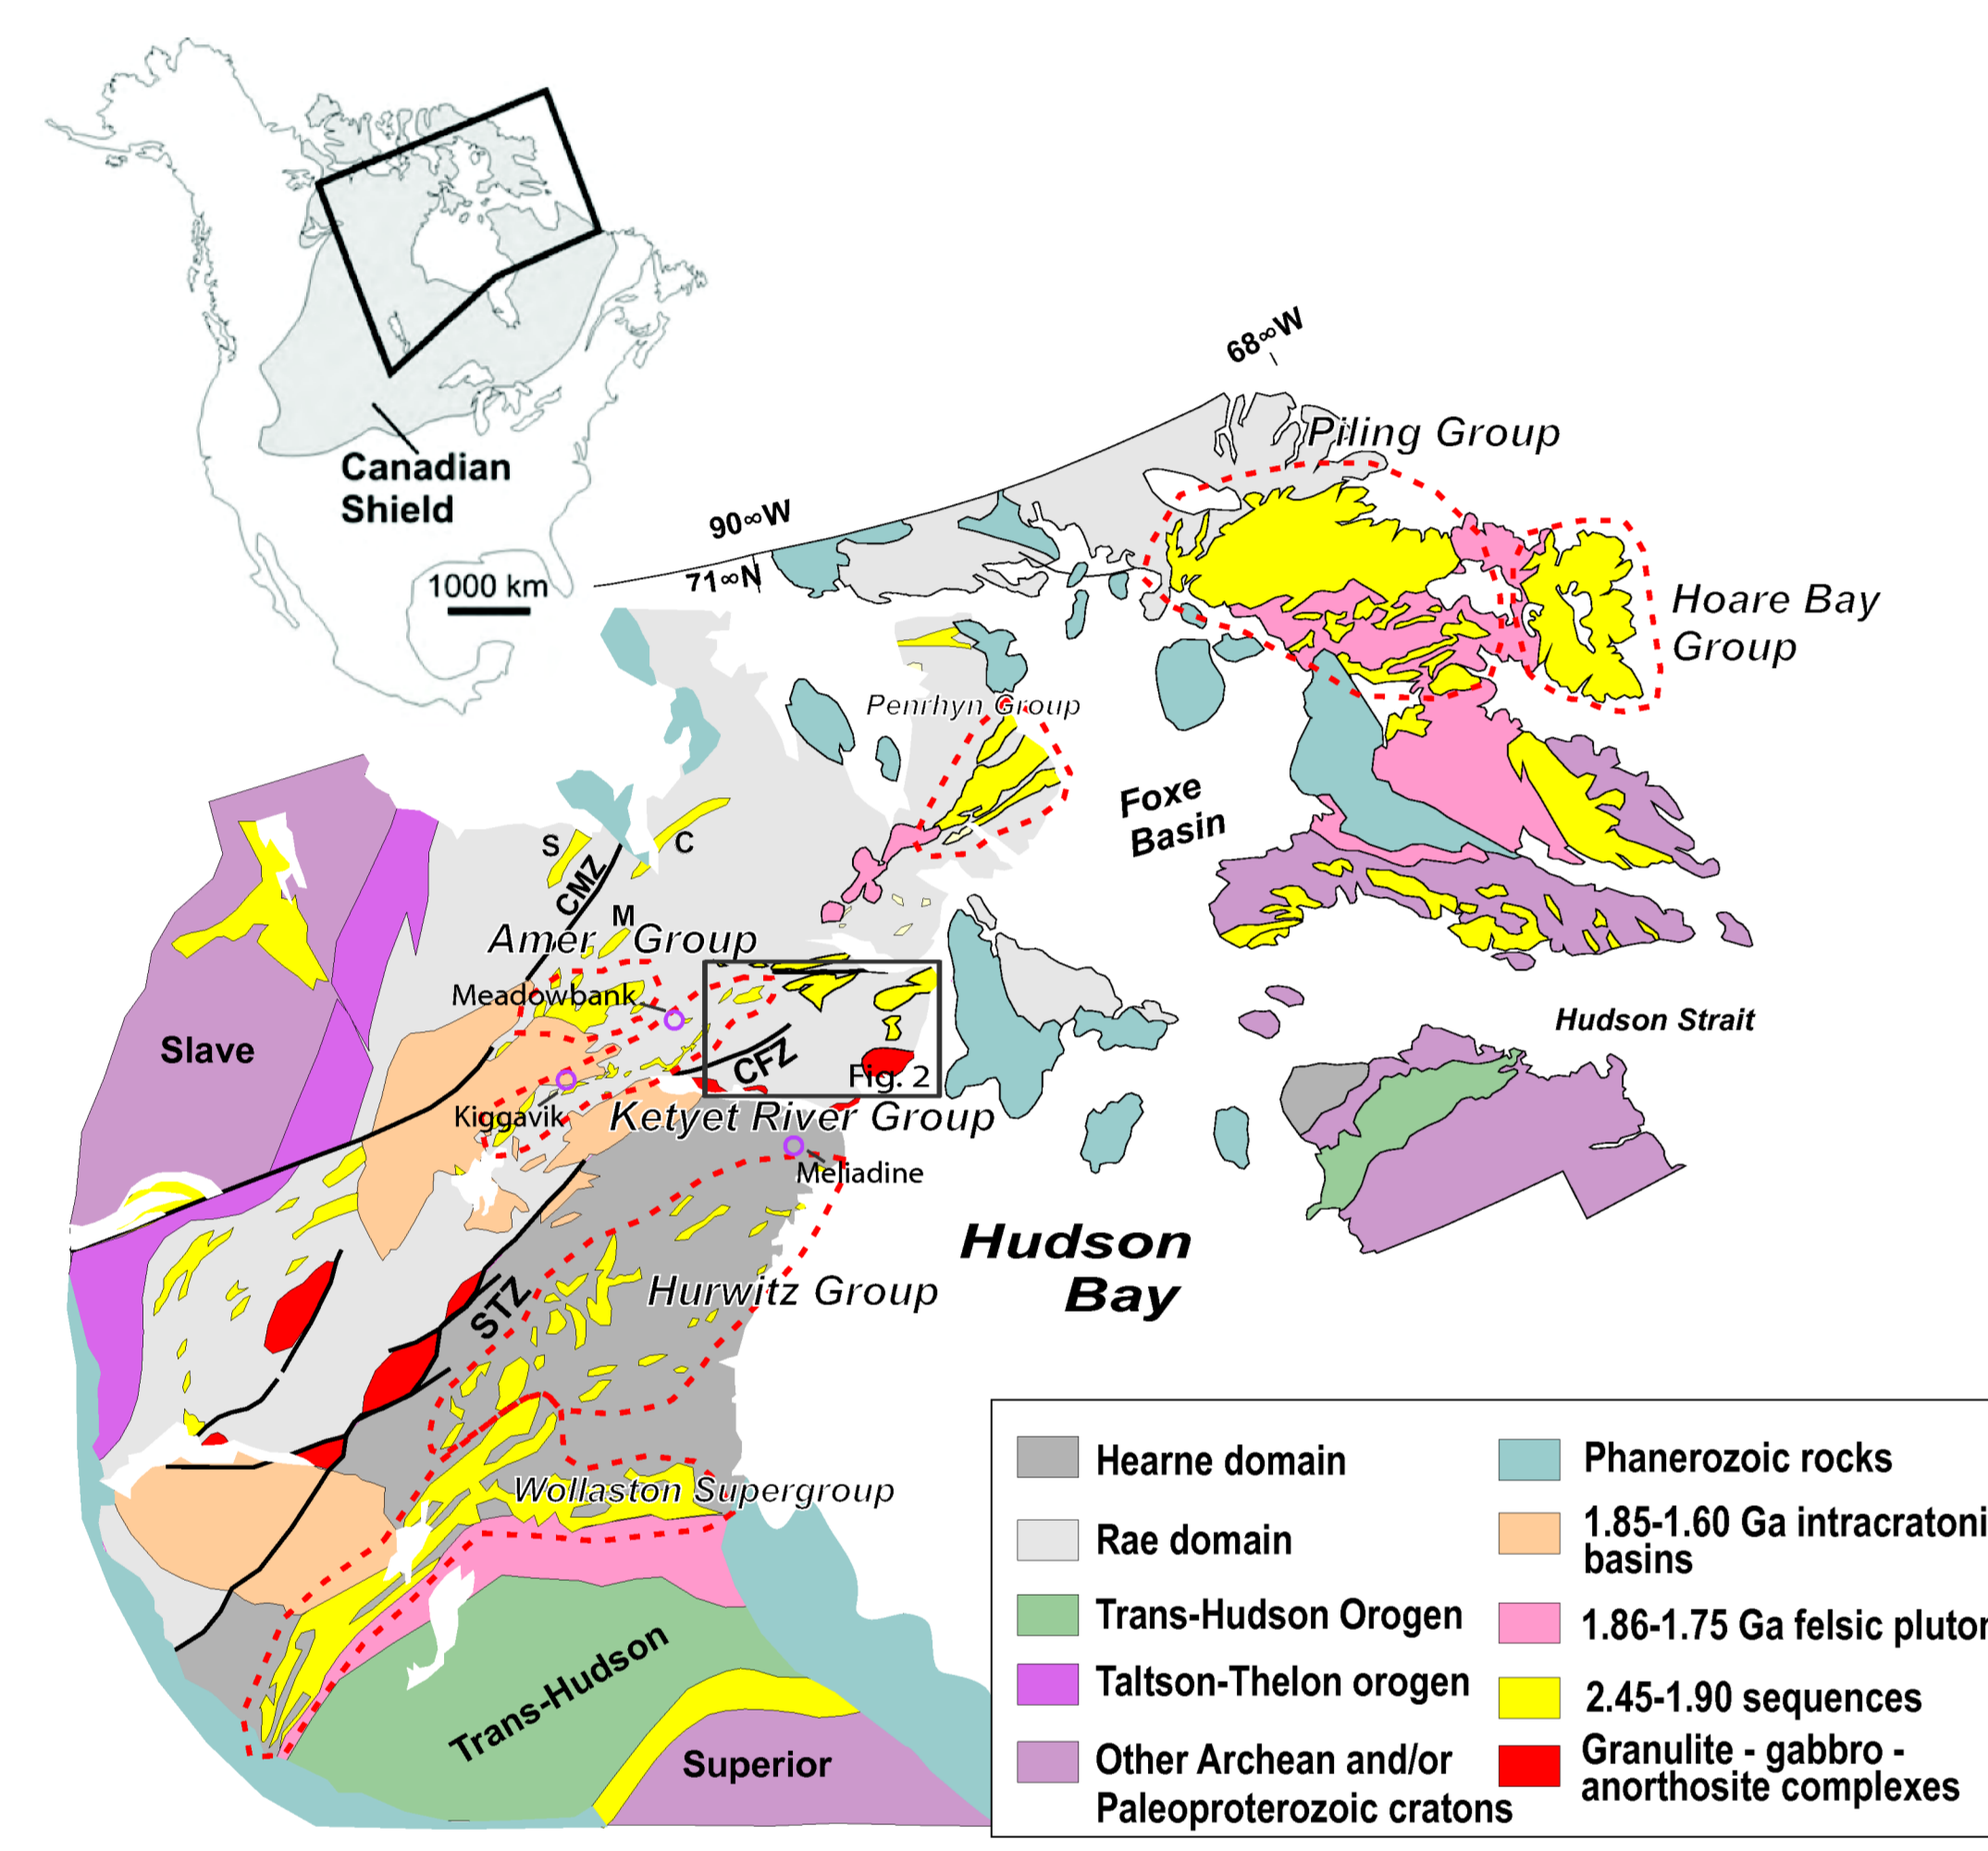 Canadian
Shield
1000 km
68∞W
90∞W
71∞N
Piling Group
Hoare Bay
Group
Penrhyn Group
Foxe
Basin
S
C
CMZ
M
Amer Group
Meadowbank
Slave
CFZ
Fig. 2
Hudson Strait
Kiggavik
Ketyet River Group
Meliadine
Hudson
Bay
STZ
Hurwitz Group
Wollaston Supergroup
Trans-Hudson
Superior
Hearne domain
Rae domain
Trans-Hudson Orogen
Taltson-Thelon orogen
Other Archean and/or
Paleoproterozoic cratons
Phanerozoic rocks
1.85-1.60 Ga intracratoni
basins
1.86-1.75 Ga felsic pluton
2.45-1.90 sequences
Granulite - gabbro -
anorthosite complexes